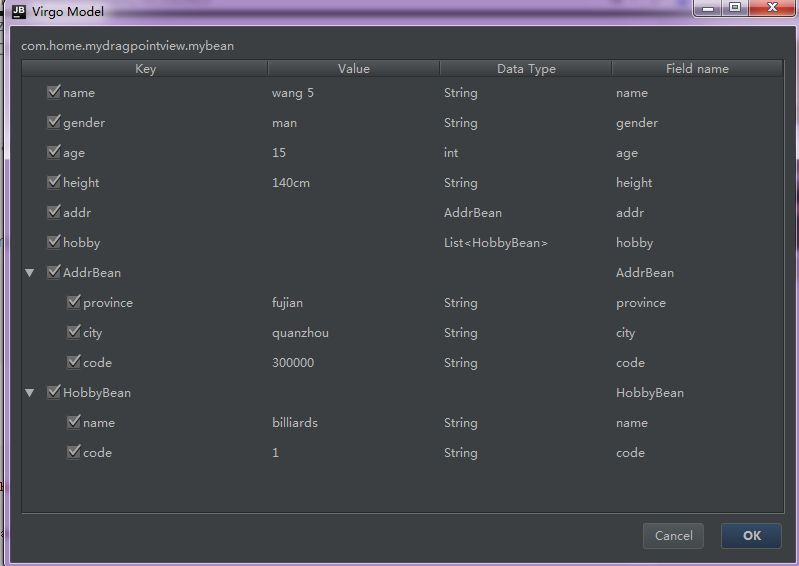 JB Virgo Model
com.home.mydragpointview.mybean
Key Value Data Type Field name
name wang 5 String name
gender man String gender
age 15 int age
height 140cm String height
addr AddrBean addr
hobby List<HobbyBean> hobby
AddrBean AddrBean
province fujian String province
city quanzhou String city
code 300000 String code
HobbyBean HobbyBean
name billiards String name
code 1 String code
Cancel OK